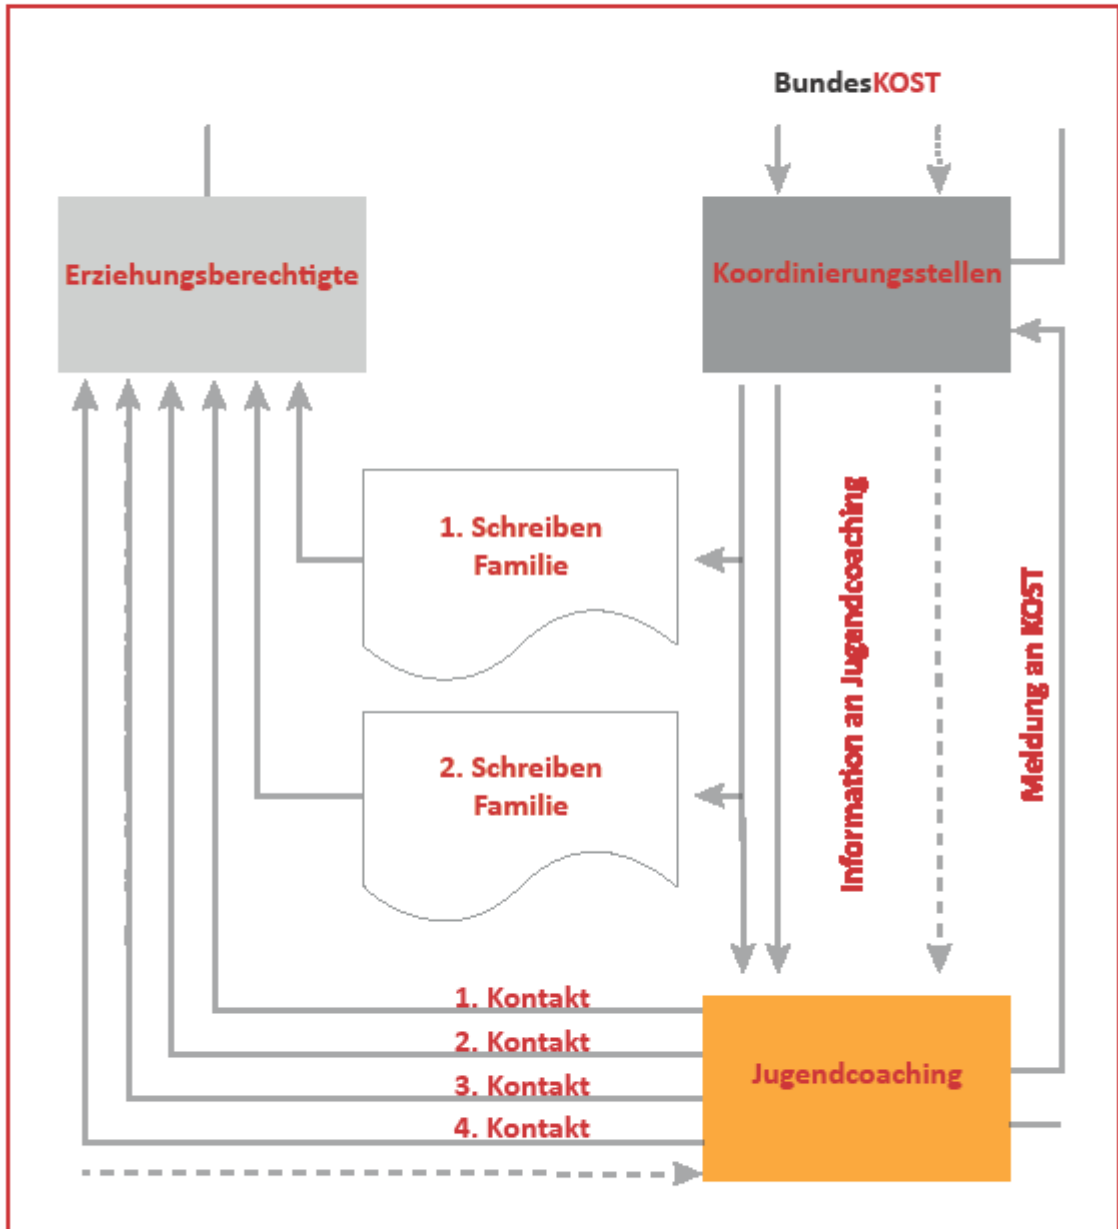 BundesKOST
Erziehungsberechtigte
Koordinierungsstellen
1. Schreiben
Familie
2. Schreiben
Familie
Information an Jugendcoaching
Meldung an KOST
1. Kontakt
2. Kontakt
3. Kontakt
4. Kontakt
Jugendcoaching